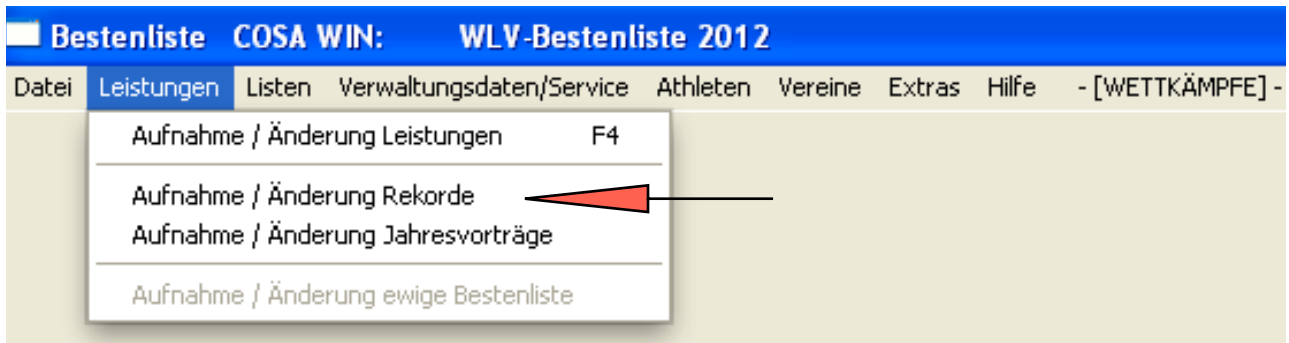 Bestenliste COSA WIN: WLV-Bestenliste 2012
Datei Leistungen Listen Verwaltungsdaten/Service Athleten Vereine Extras Hilfe - [WETTKÄMPFE] -
Aufnahme / Änderung Leistungen F4
Aufnahme / Änderung Rekorde
Aufnahme / Änderung Jahresvorträge
Aufnahme / Änderung ewige Bestenliste